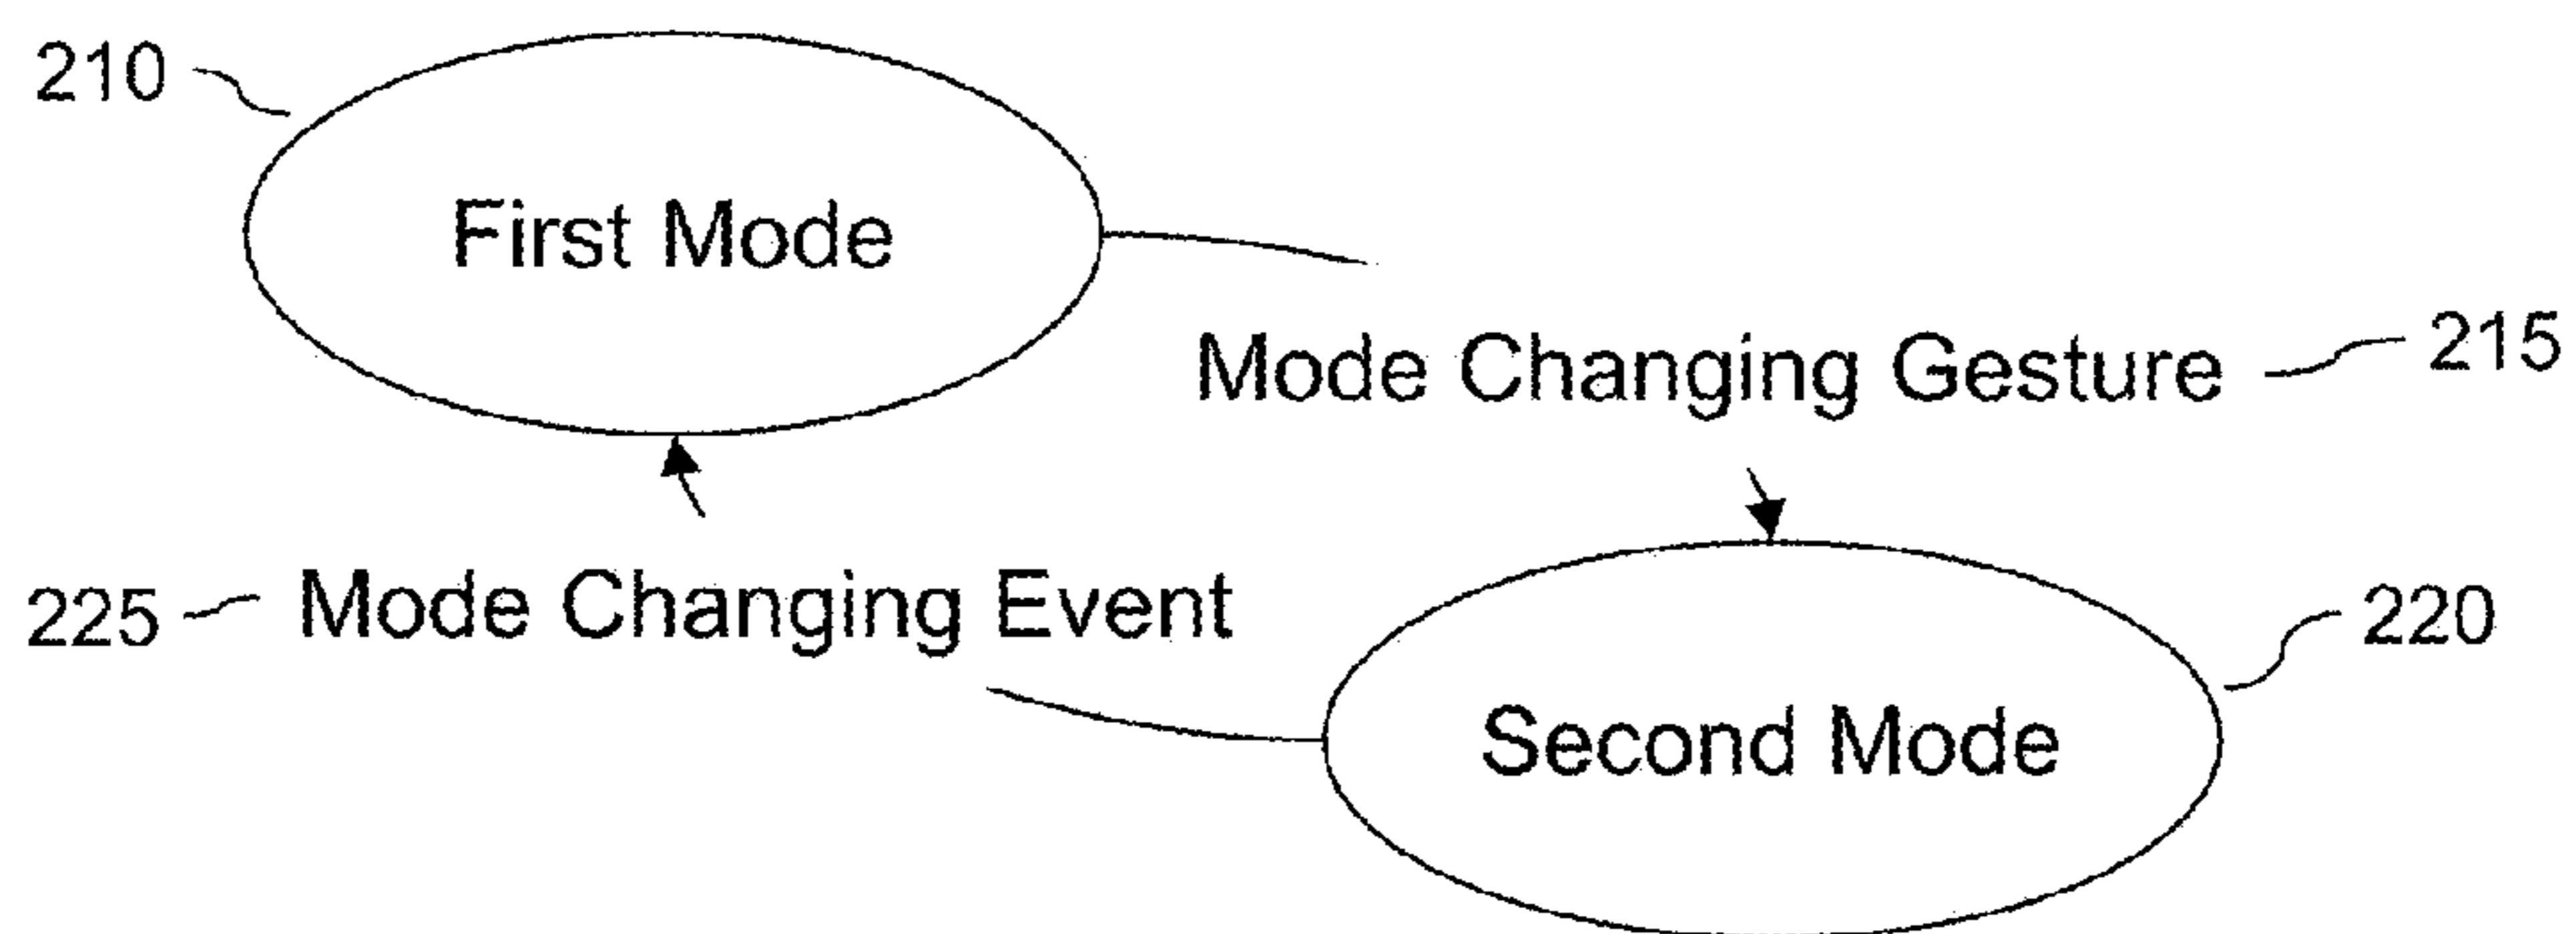 210
First Mode
Mode Changing Gesture 215
225 Mode Changing Event
220
Second Mode